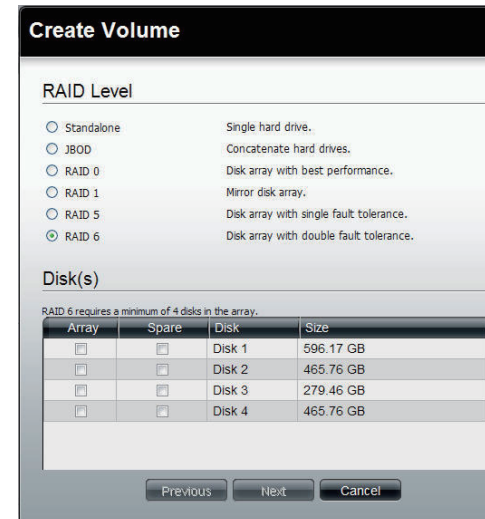 Create Volume
RAID Level
Standalone Single hard drive.
JBOD Concatenate hard drives.
RAID 0 Disk array with best performance.
RAID 1 Mirror disk array.
RAID 5 Disk array with single fault tolerance.
RAID 6 Disk array with double fault tolerance.
Disk(s)
RAID 6 requires a minimum of 4 disks in the array.
Array Spare Disk Size
Disk 1 596.17 GB
Disk 2 465.76 GB
Disk 3 279.46 GB
Disk 4 465.76 GB
Previous Next Cancel